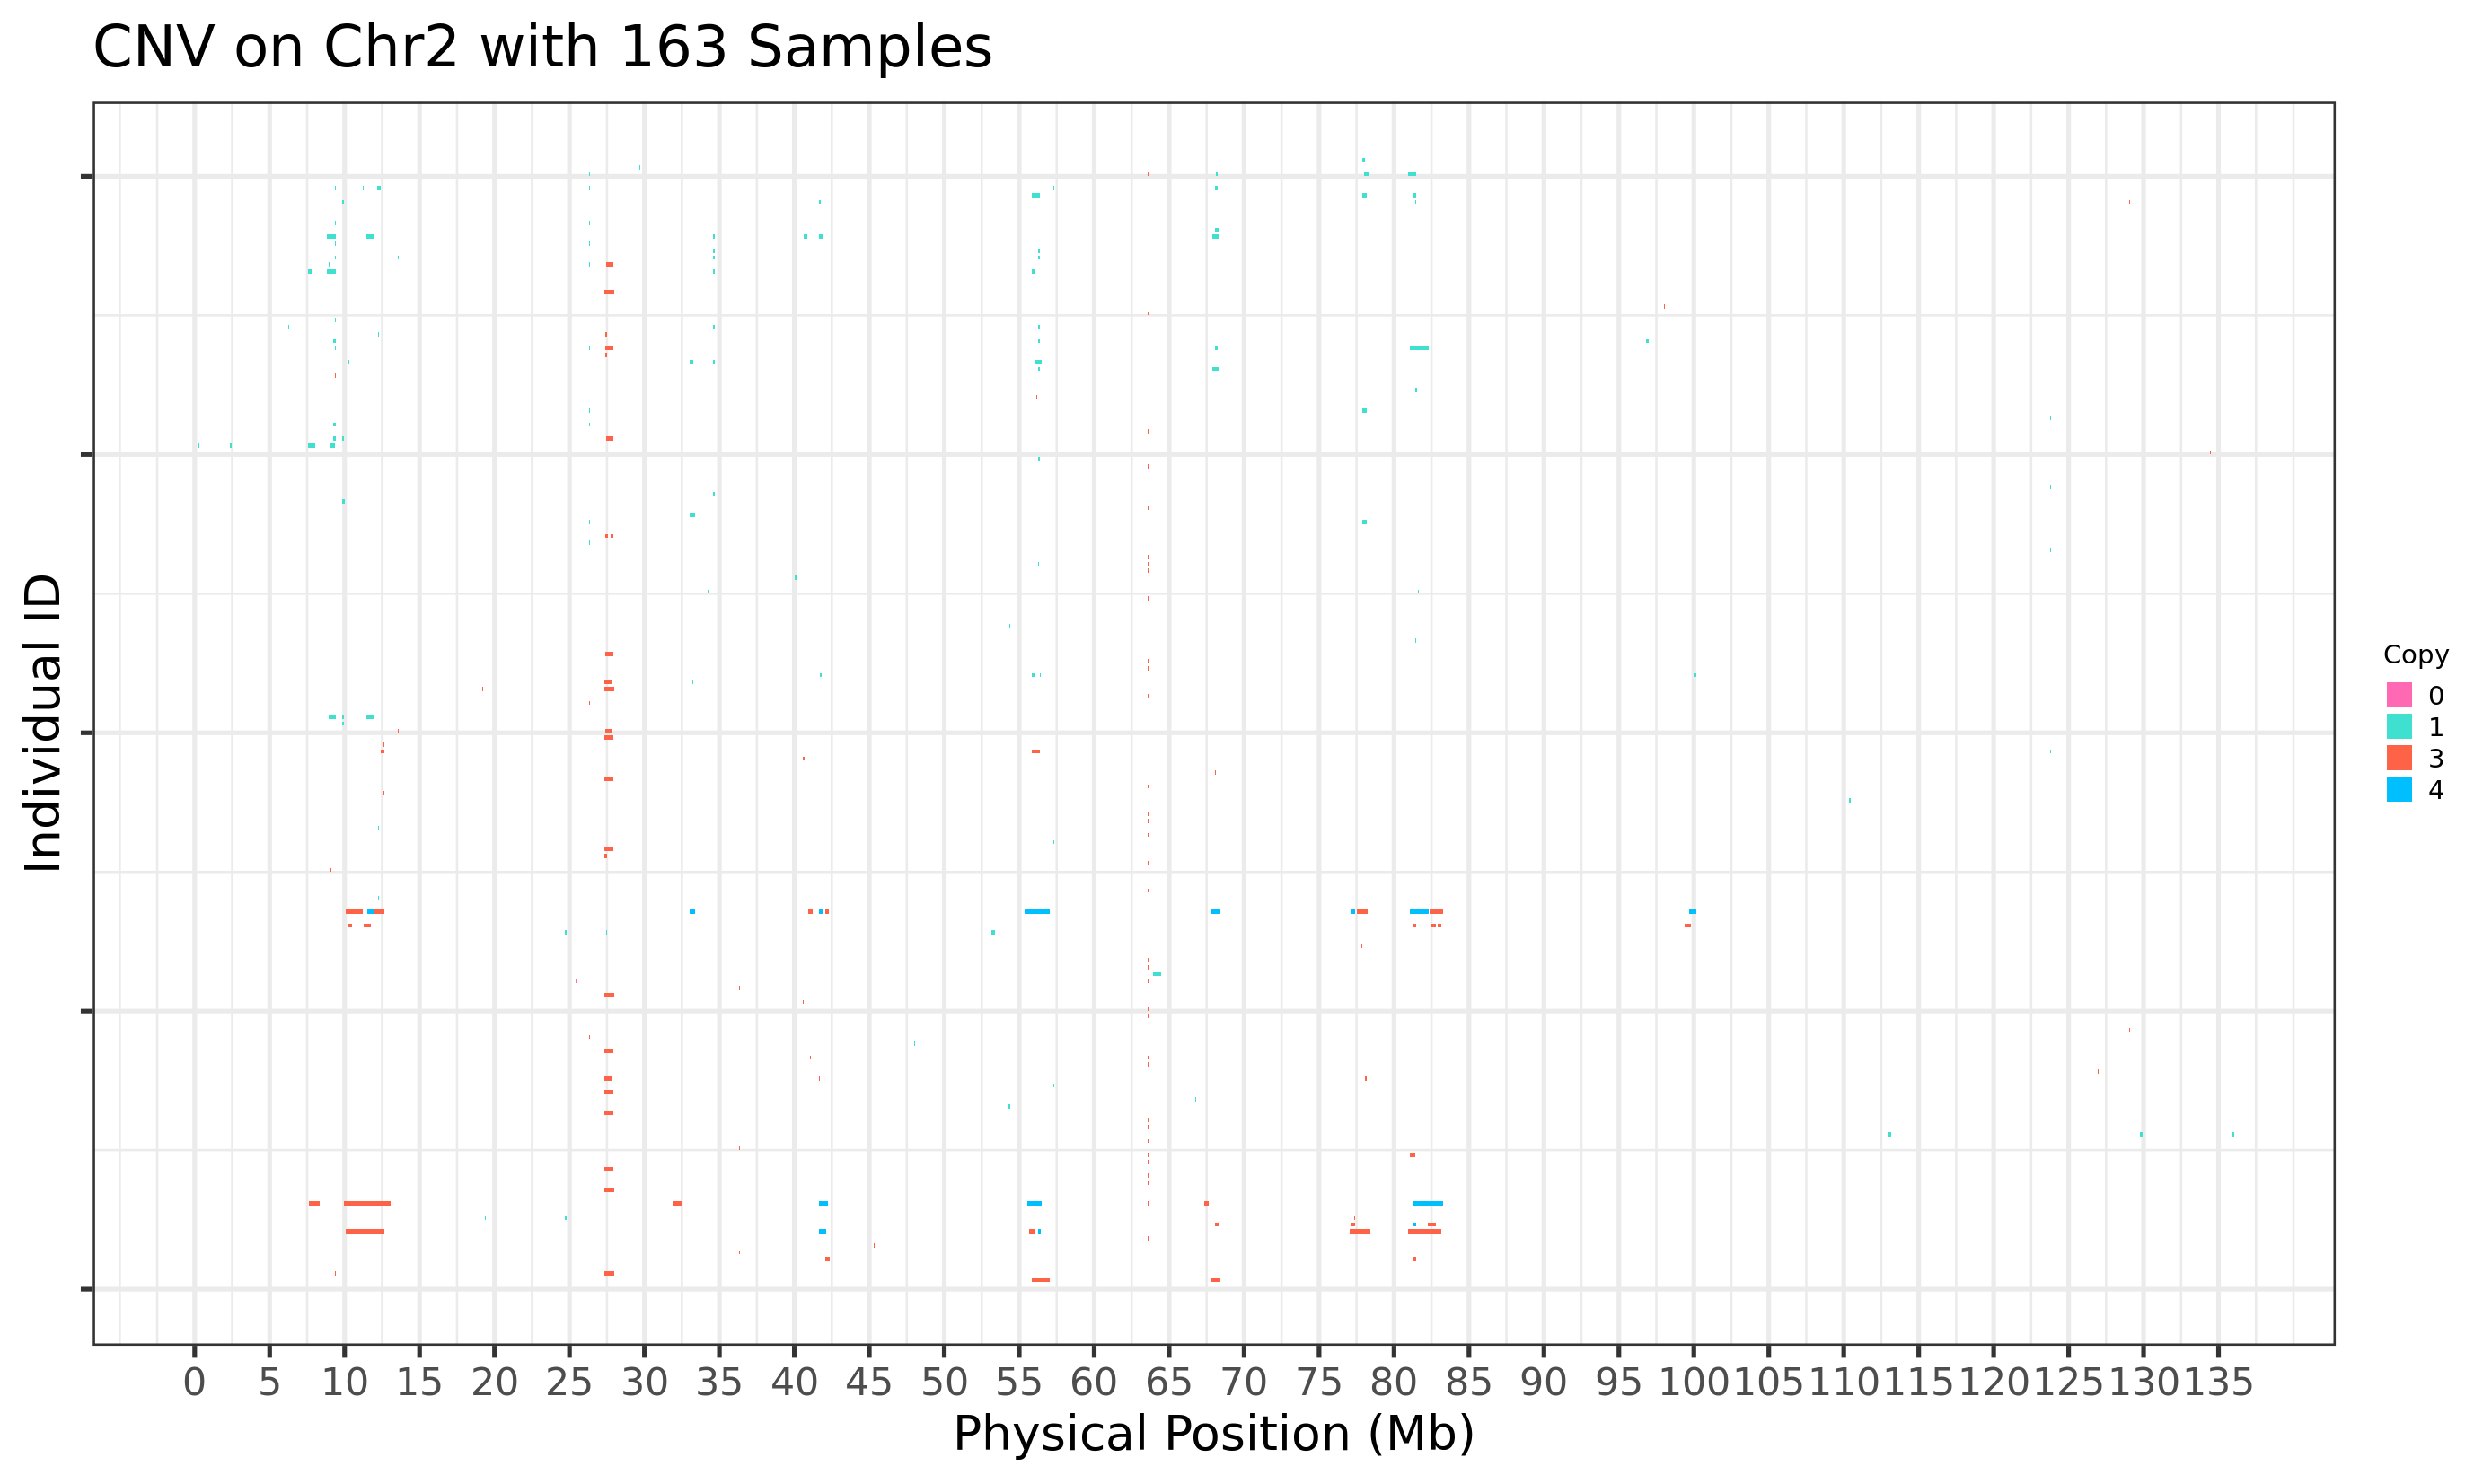 CNV on Chr2 with 163 Samples
Individual ID
Copy
0
1
3
4
0 5 10 15 20 25 30 35 40 45 50 55 60 65 70 75 80 85 90 95 100 105 110 115 120 125 130 135
Physical Position (Mb)